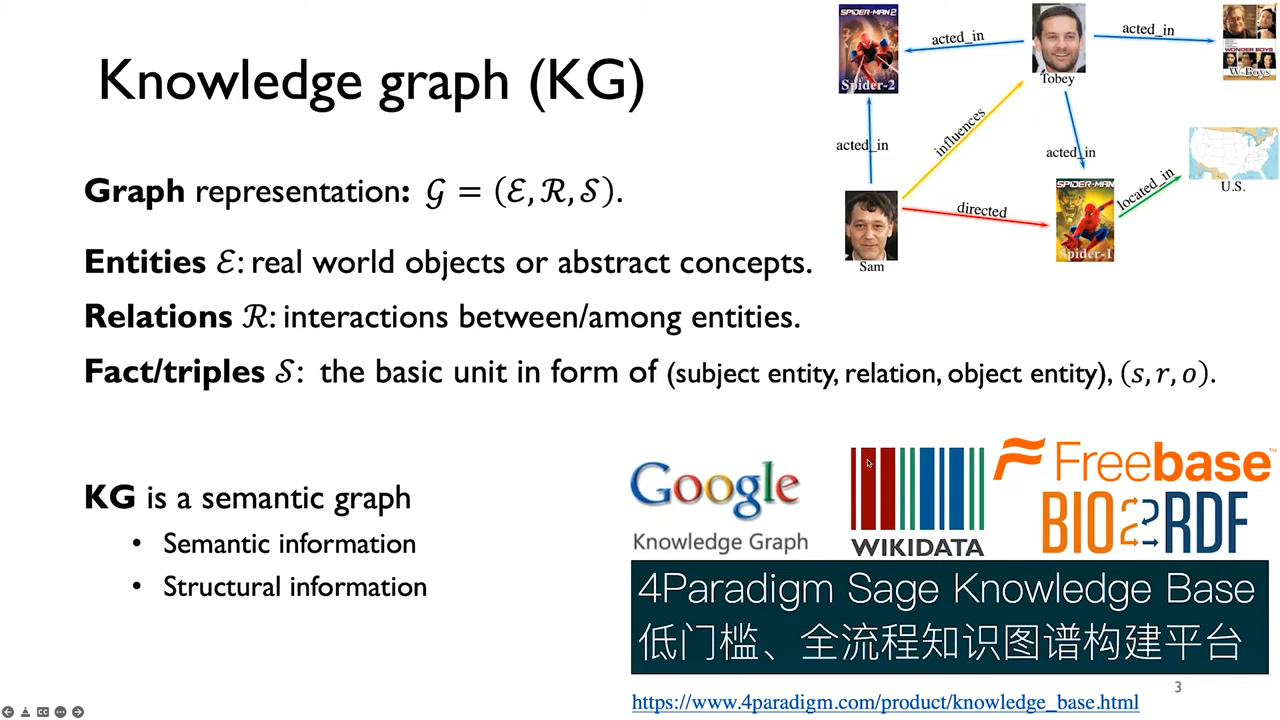 Knowledge graph (KG)
SPIDER-MAN 2
Spider-2
acted_in
Tobey
acted_in
WONDER BOYS
W-Boys
acted_in
influences
acted_in
Sam
directed
SPIDER-MAN
Spider-1
located_in
U.S.
Graph representation: 𝒢 = (ℰ, ℛ, 𝒮).
Entities ℰ: real world objects or abstract concepts.
Relations ℛ: interactions between/among entities.
Fact/triples 𝒮: the basic unit in form of (subject entity, relation, object entity), (s, r, o).
KG is a semantic graph
• Semantic information
• Structural information
Google
Knowledge Graph
WIKIDATA
Freebase™
BIO2RDF
4Paradigm Sage Knowledge Base
低门槛、全流程知识图谱构建平台
https://www.4paradigm.com/product/knowledge_base.html
3